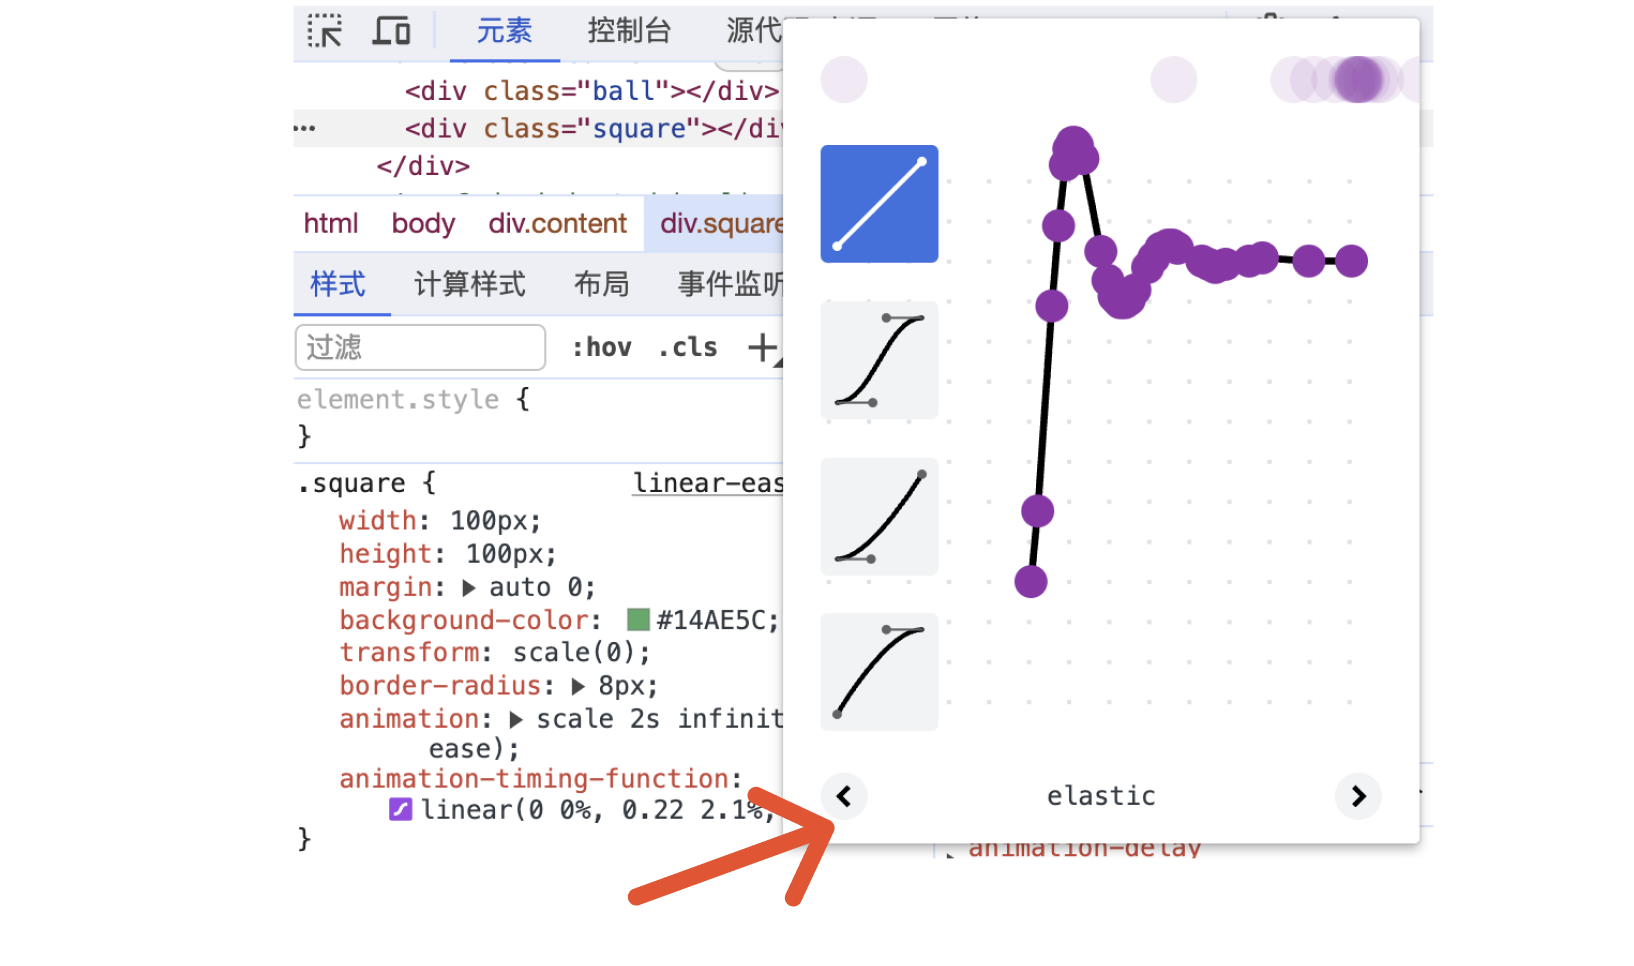 元素 控制台 源代
<div class="ball"></div>
<div class="square"></div
</div>
html body div.content div.square
样式 计算样式 布局 事件监听
过滤 :hov .cls
element.style {
}
.square { linear-eas
width: 100px;
height: 100px;
margin: auto 0;
background-color: #14AE5C;
transform: scale(0);
border-radius: 8px;
animation: scale 2s infinit
ease);
animation-timing-function:
linear(0 0%, 0.22 2.1%,
}
elastic
animation-delay